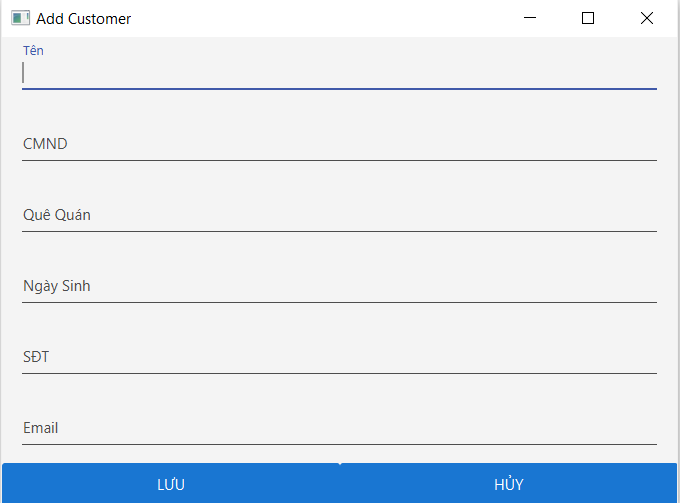 Add Customer
Tên
CMND
Quê Quán
Ngày Sinh
SĐT
Email
LƯU
HỦY